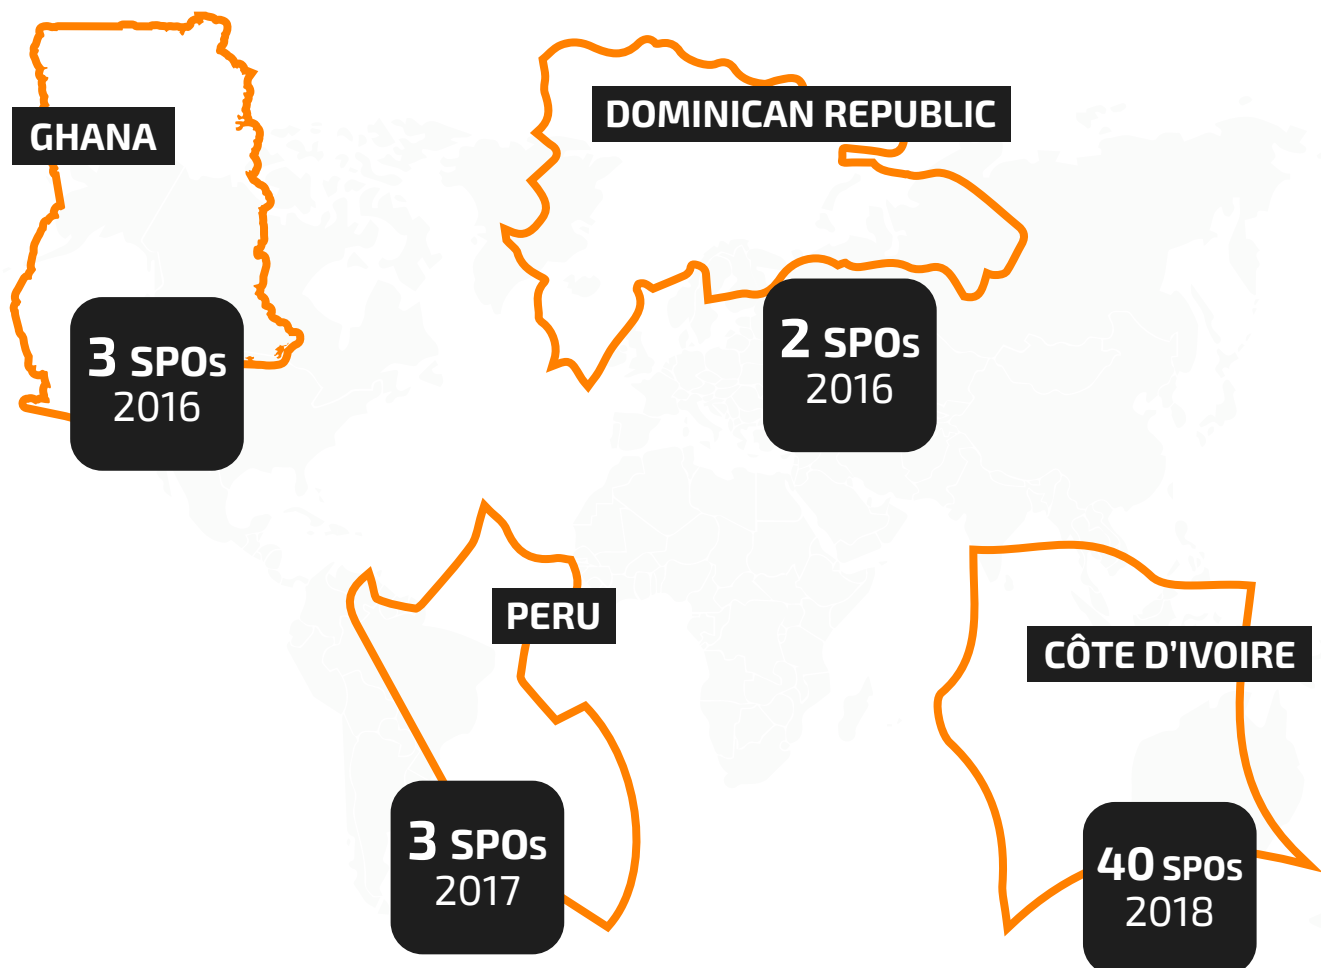 GHANA
3 SPOs
2016
DOMINICAN REPUBLIC
2 SPOs
2016
PERU
3 SPOs
2017
CÔTE D’IVOIRE
40 SPOs
2018